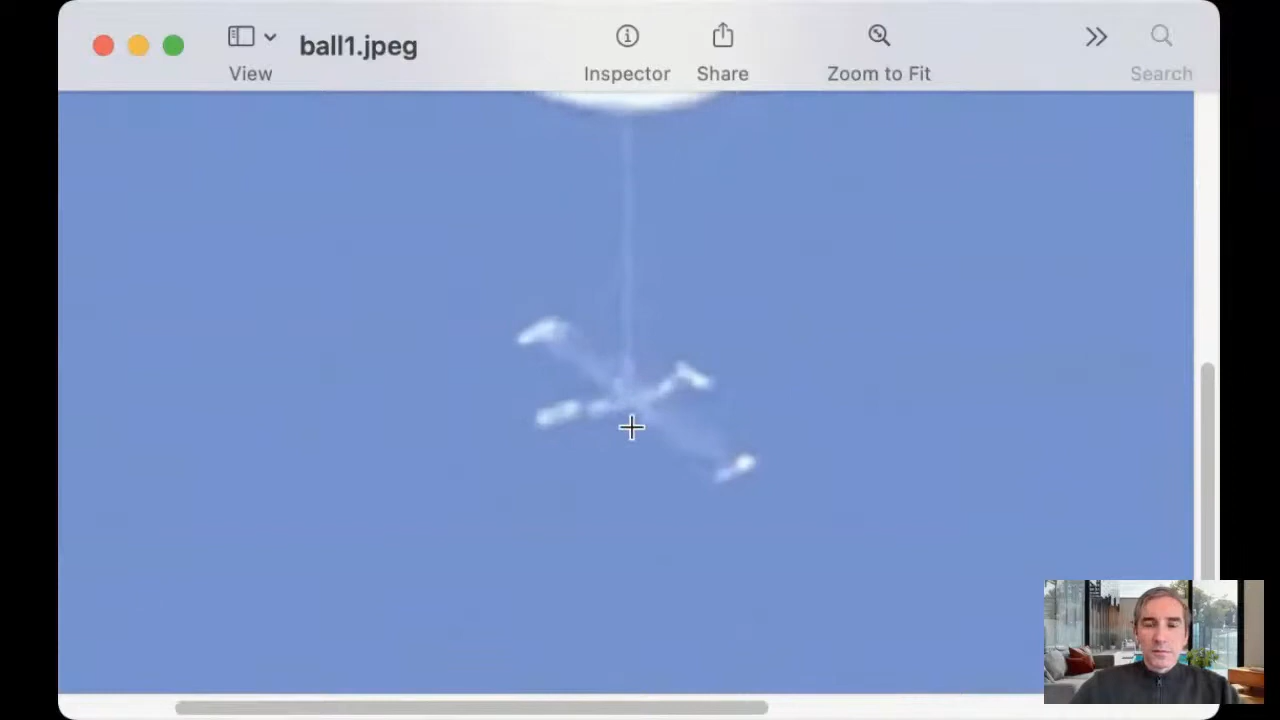 ball1.jpeg
View
Inspector
Share
Zoom to Fit
Search